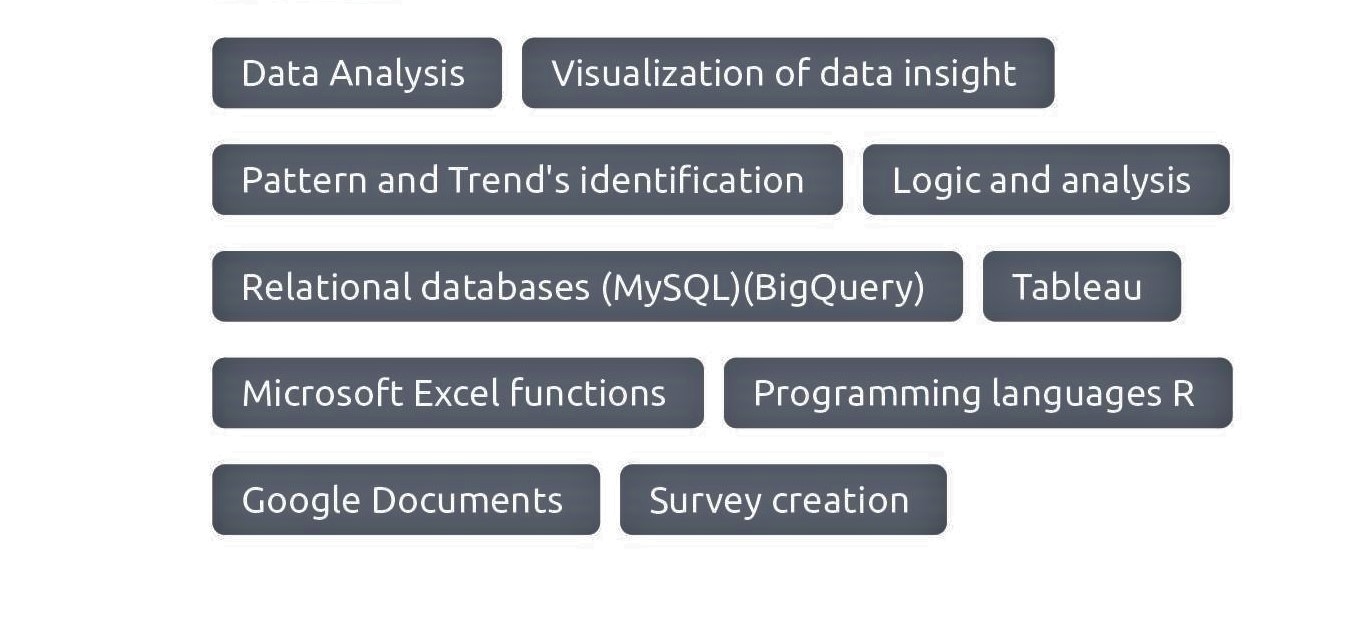 Data Analysis Visualization of data insight
Pattern and Trend's identification Logic and analysis
Relational databases (MySQL)(BigQuery) Tableau
Microsoft Excel functions Programming languages R
Google Documents Survey creation